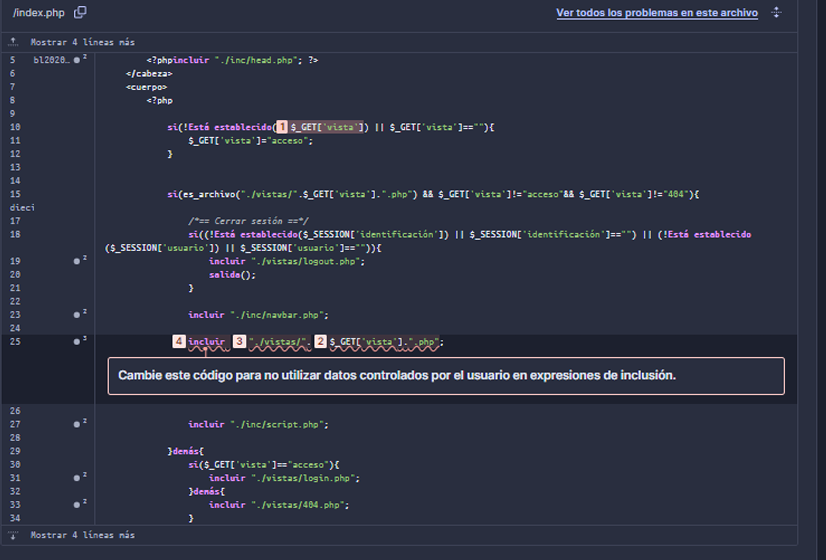 /index.php Ver todos los problemas en este archivo
Mostrar 4 líneas más
5 bl2020… 2 <?phpincluir "./inc/head.php"; ?>
6 </cabeza>
7 <cuerpo>
8 <?php
9
10 si(!Está establecido(1 $_GET['vista']) || $_GET['vista']==""){
11 $_GET['vista']="acceso";
12 }
13
14
15 si(es_archivo("./vistas/".$_GET['vista'].".php") && $_GET['vista']!="acceso"&& $_GET['vista']!="404"){
dieci
17 /*== Cerrar sesión ==*/
18 si((!Está establecido($_SESSION['identificación']) || $_SESSION['identificación']=="") || (!Está establecido
($_SESSION['usuario']) || $_SESSION['usuario']=="")){
19 2 incluir "./vistas/logout.php";
20 salida();
21 }
22
23 2 incluir "./inc/navbar.php";
24
25 3 4 incluir 3 "./vistas/". 2 $_GET['vista'].".php";
Cambie este código para no utilizar datos controlados por el usuario en expresiones de inclusión.
26
27 2 incluir "./inc/script.php";
28
29 }demás{
30 si($_GET['vista']=="acceso"){
31 2 incluir "./vistas/login.php";
32 }demás{
33 2 incluir "./vistas/404.php";
34 }
Mostrar 4 líneas más